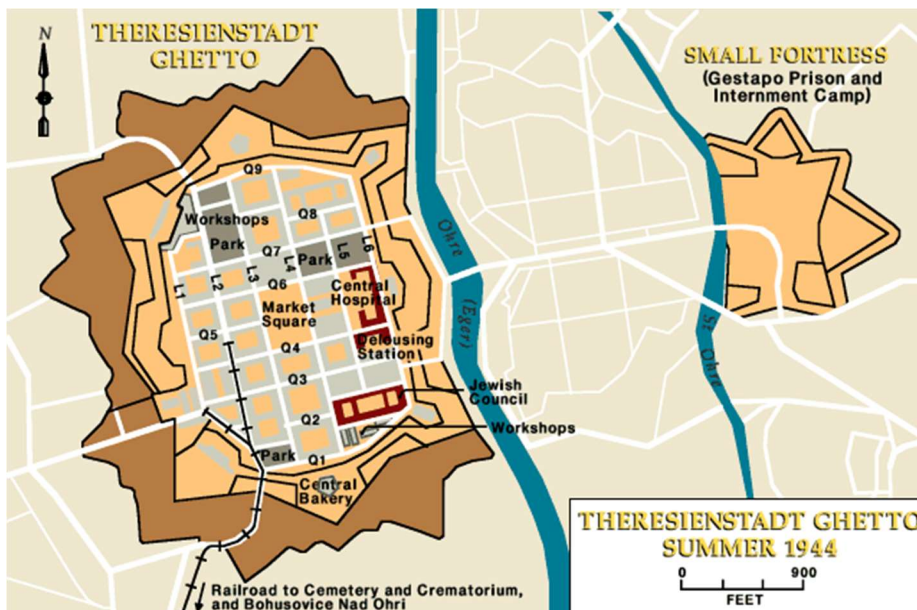 N
THERESIENSTADT
GHETTO
SMALL FORTRESS
(Gestapo Prison and
Internment Camp)
Q9
Workshops
Q8
Park
Q7
L4
Park
L5
L6
L1
L2
L3
Q6
Central
Hospital
Market
Square
Q5
Q4
Delousing
Station
Q3
Jewish
Council
Q2
Workshops
Park
Q1
Central
Bakery
Ohre
(Eger)
St Ohre
Railroad to Cemetery and Crematorium,
and Bohusovice Nad Ohri
THERESIENSTADT GHETTO
SUMMER 1944
0 900
FEET